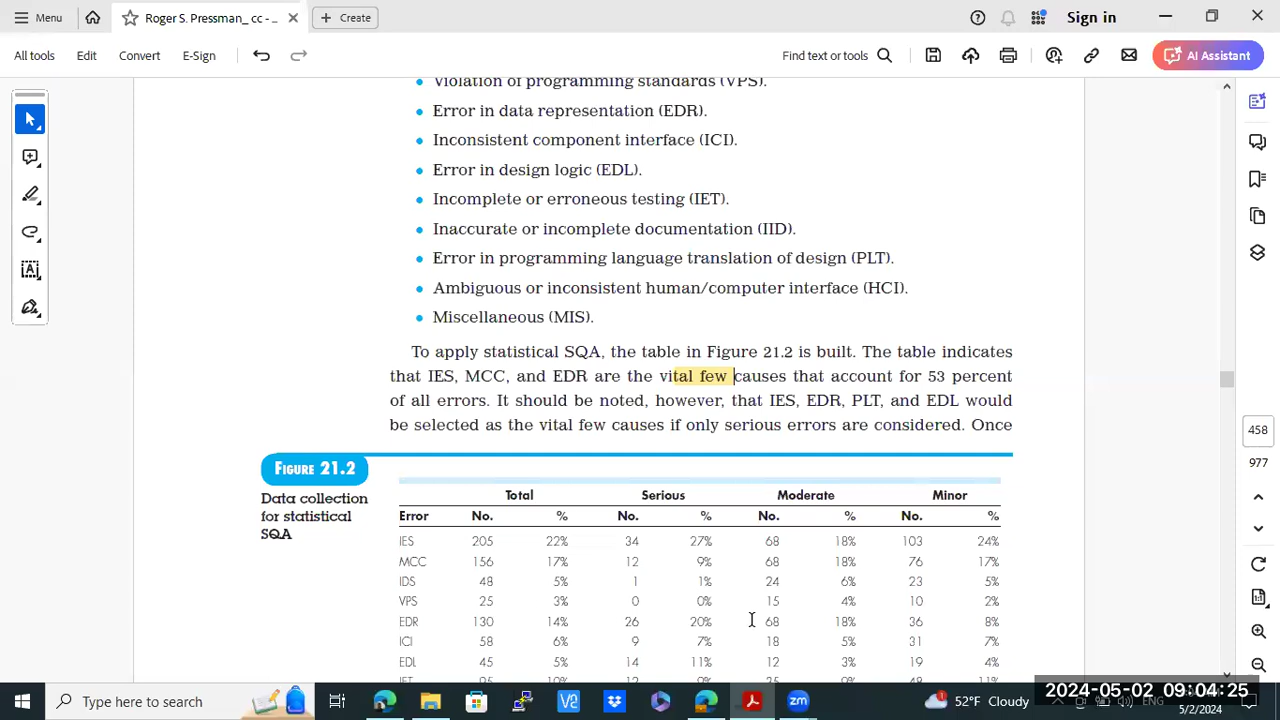 Menu
Roger S. Pressman_ cc - ...
Create
Sign in
All tools
Edit
Convert
E-Sign
Find text or tools
AI Assistant
• Violation of programming standards (VPS).
• Error in data representation (EDR).
• Inconsistent component interface (ICI).
• Error in design logic (EDL).
• Incomplete or erroneous testing (IET).
• Inaccurate or incomplete documentation (IID).
• Error in programming language translation of design (PLT).
• Ambiguous or inconsistent human/computer interface (HCI).
• Miscellaneous (MIS).
To apply statistical SQA, the table in Figure 21.2 is built. The table indicates
that IES, MCC, and EDR are the vital few causes that account for 53 percent
of all errors. It should be noted, however, that IES, EDR, PLT, and EDL would
be selected as the vital few causes if only serious errors are considered. Once
FIGURE 21.2
Data collection
for statistical
SQA
Total Serious Moderate Minor
Error No. % No. % No. % No. %
IES 205 22% 34 27% 68 18% 103 24%
MCC 156 17% 12 9% 68 18% 76 17%
IDS 48 5% 1 1% 24 6% 23 5%
VPS 25 3% 0 0% 15 4% 10 2%
EDR 130 14% 26 20% 68 18% 36 8%
ICI 58 6% 9 7% 18 5% 31 7%
EDL 45 5% 14 11% 12 3% 19 4%
458
977
Type here to search
52°F Cloudy
2024-05-02 09:04:25
5/2/2024